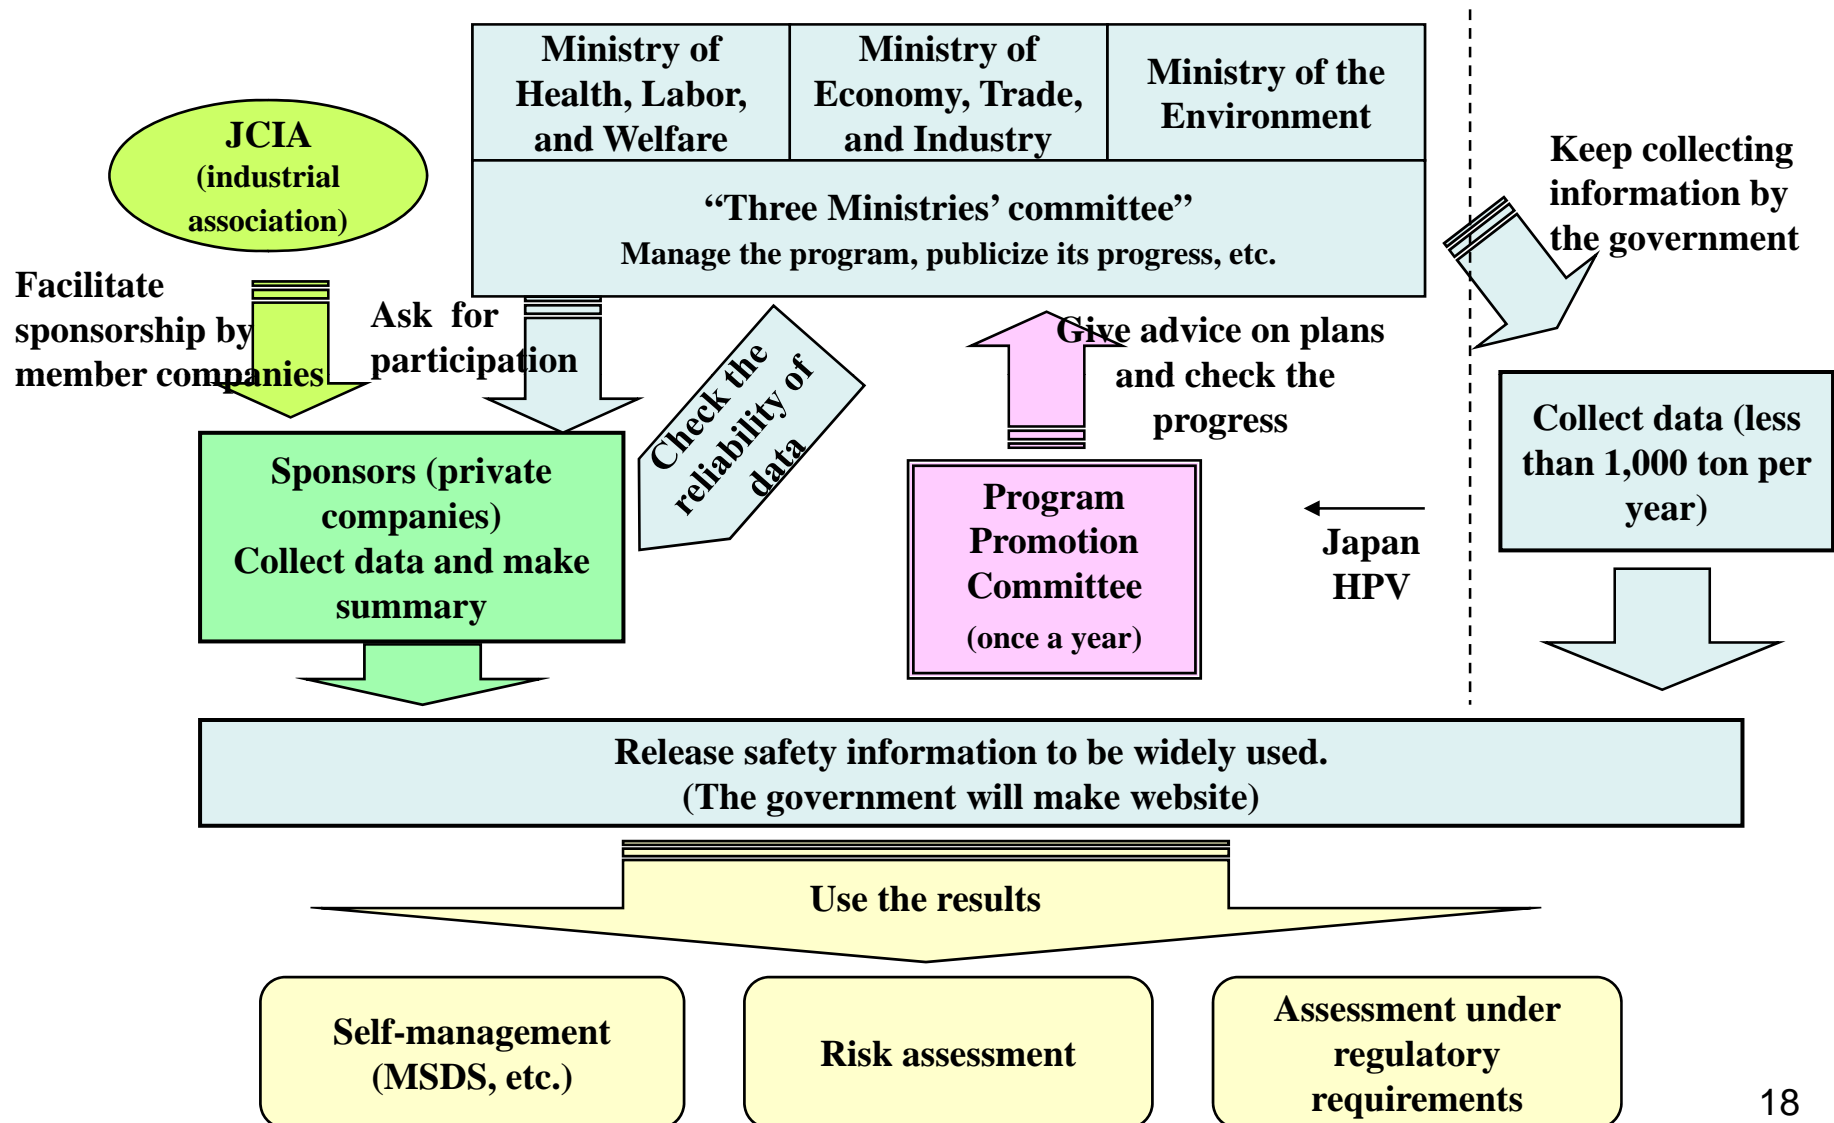 Ministry of
Health, Labor,
and Welfare
Ministry of
Economy, Trade,
and Industry
Ministry of the
Environment
JCIA
(industrial
association)
“Three Ministries’ committee”
Manage the program, publicize its progress, etc.
Keep collecting
information by
the government
Facilitate
sponsorship by
member companies
Ask for
participation
Check the
reliability of
data
Give advice on plans
and check the
progress
Collect data (less
than 1,000 ton per
year)
Sponsors (private
companies)
Collect data and make
summary
Program
Promotion
Committee
(once a year)
Japan
HPV
Release safety information to be widely used.
(The government will make website)
Use the results
Self-management
(MSDS, etc.)
Risk assessment
Assessment under
regulatory
requirements
18